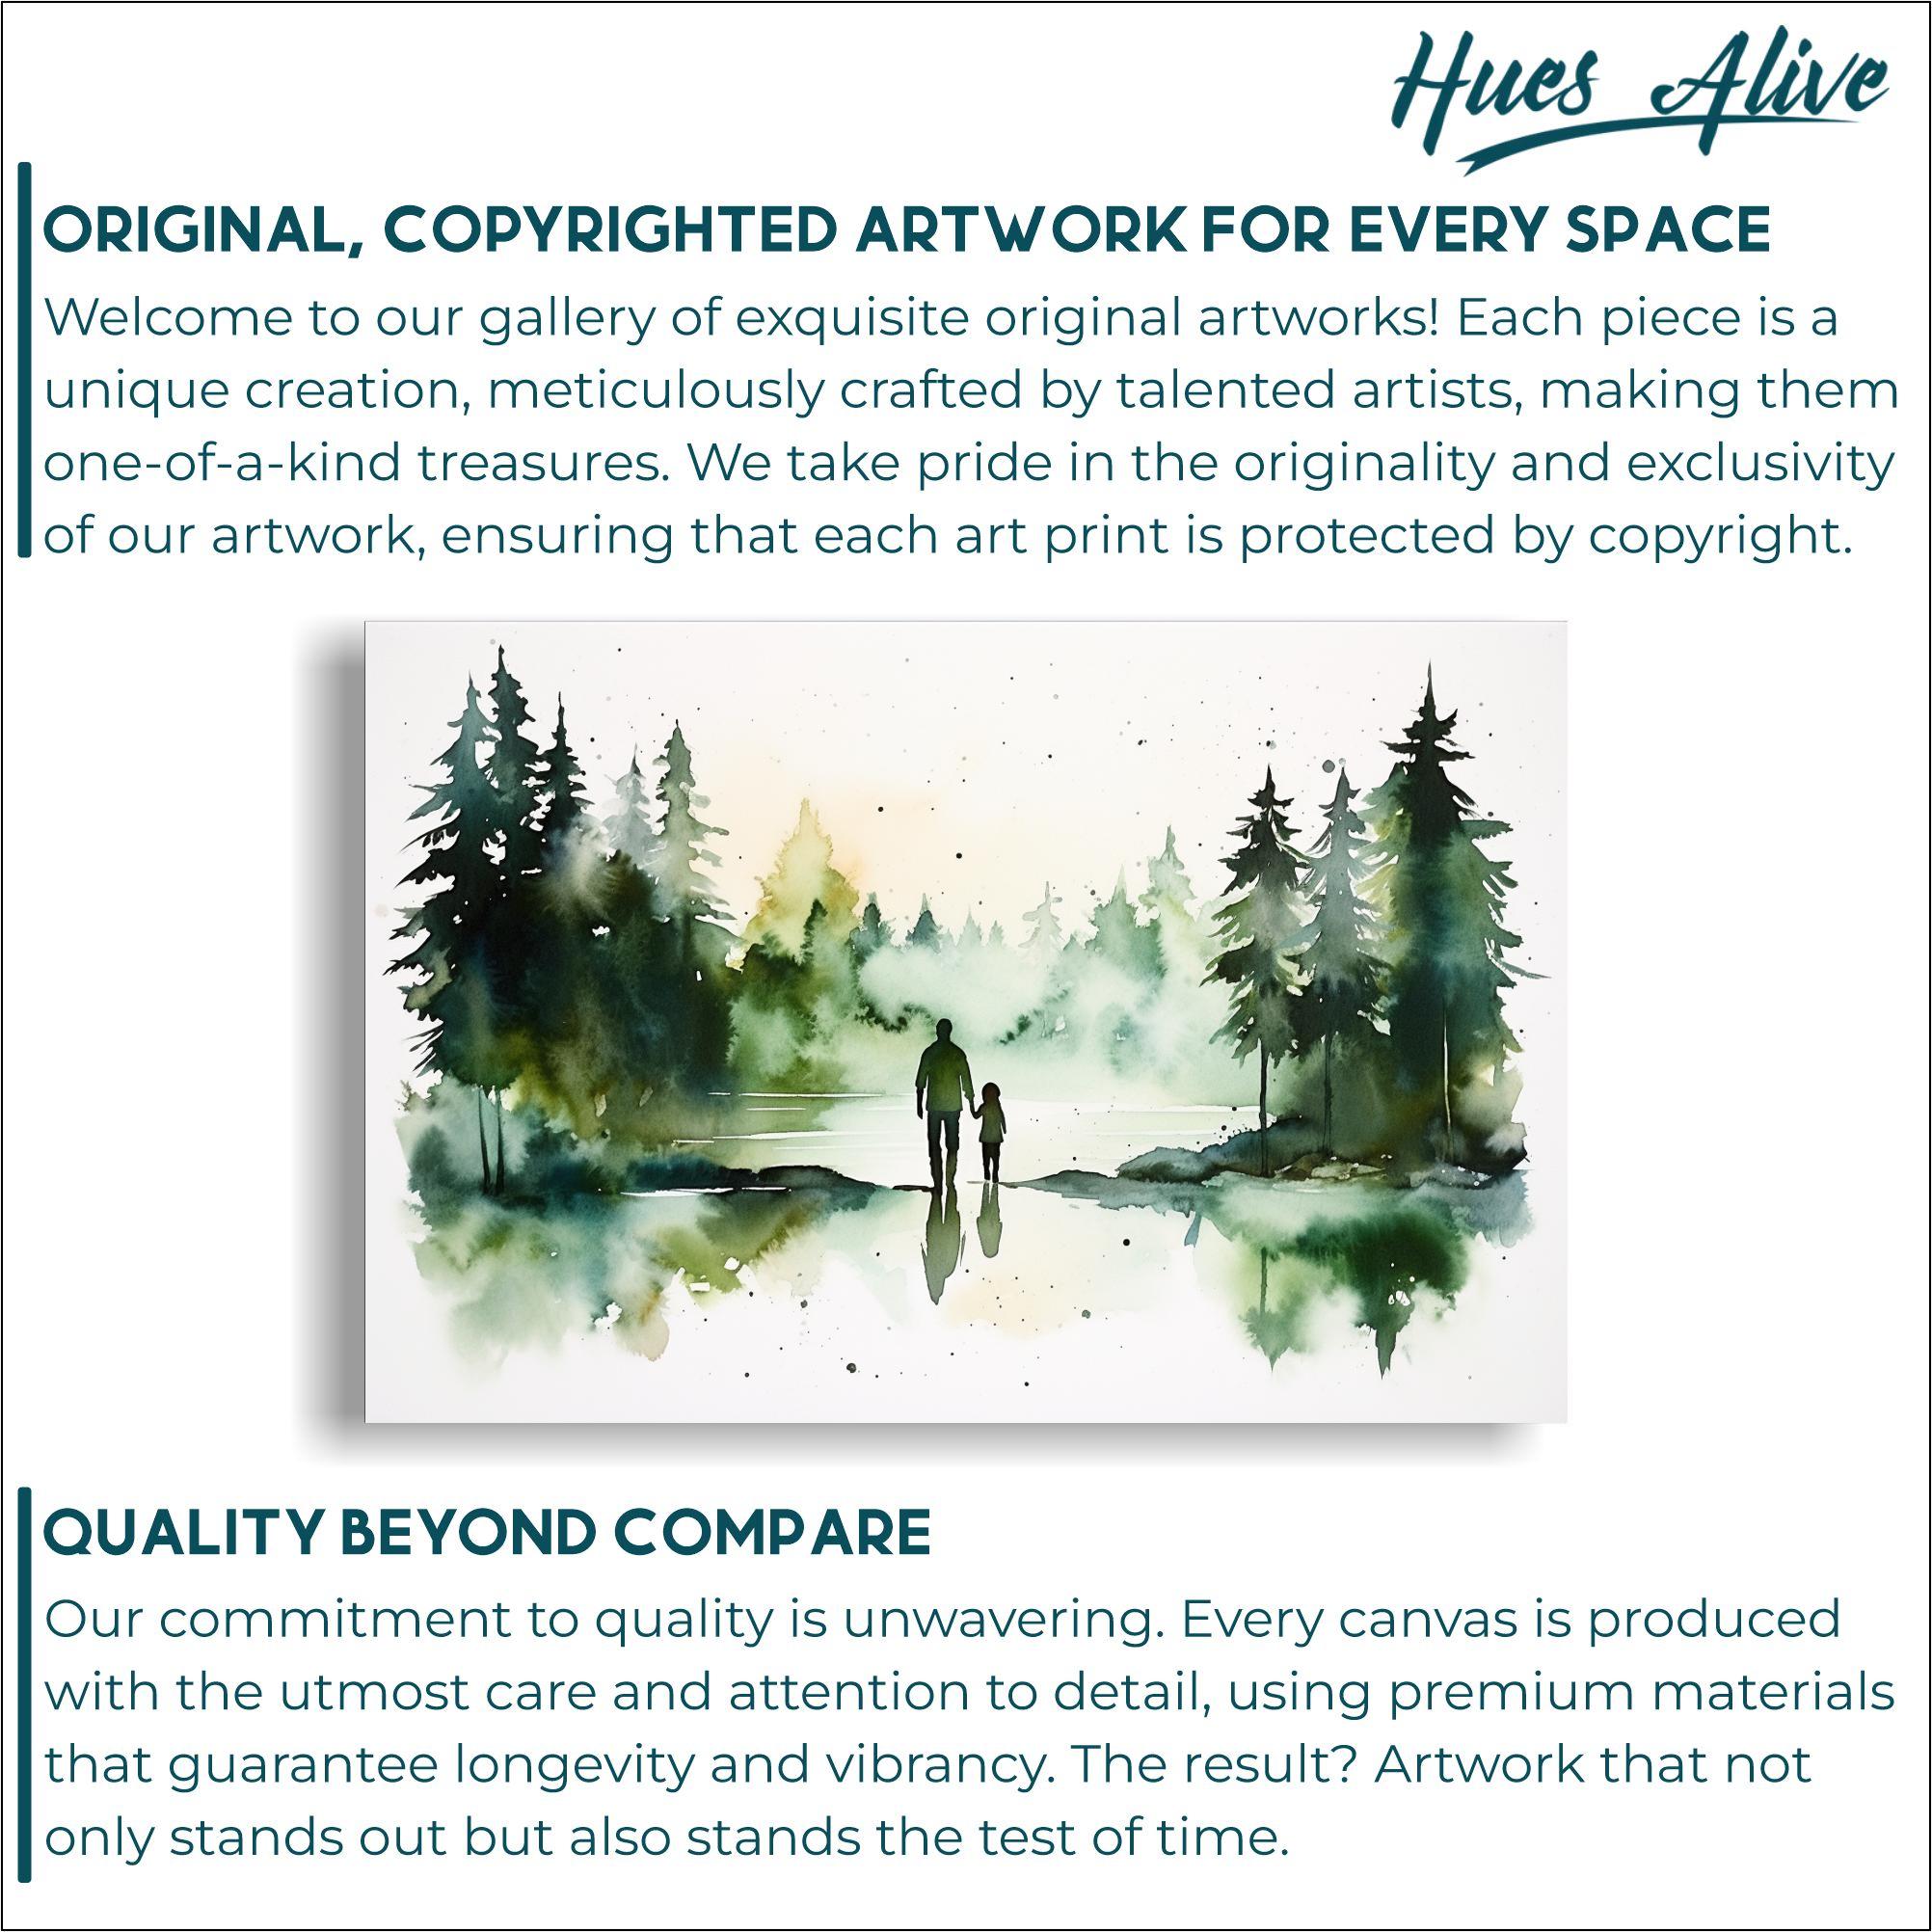 Hues Alive
ORIGINAL, COPYRIGHTED ARTWORK FOR EVERY SPACE
Welcome to our gallery of exquisite original artworks! Each piece is a
unique creation, meticulously crafted by talented artists, making them
one-of-a-kind treasures. We take pride in the originality and exclusivity
of our artwork, ensuring that each art print is protected by copyright.
QUALITY BEYOND COMPARE
Our commitment to quality is unwavering. Every canvas is produced
with the utmost care and attention to detail, using premium materials
that guarantee longevity and vibrancy. The result? Artwork that not
only stands out but also stands the test of time.